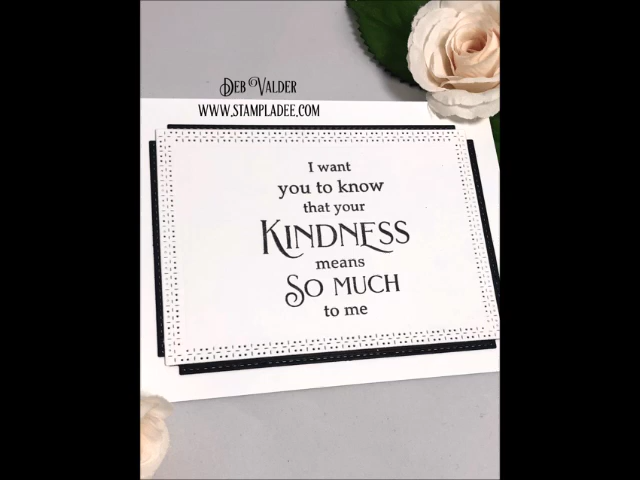 Deb Valder
www.stampladee.com
I want
you to know
that your
Kindness
means
So much
to me